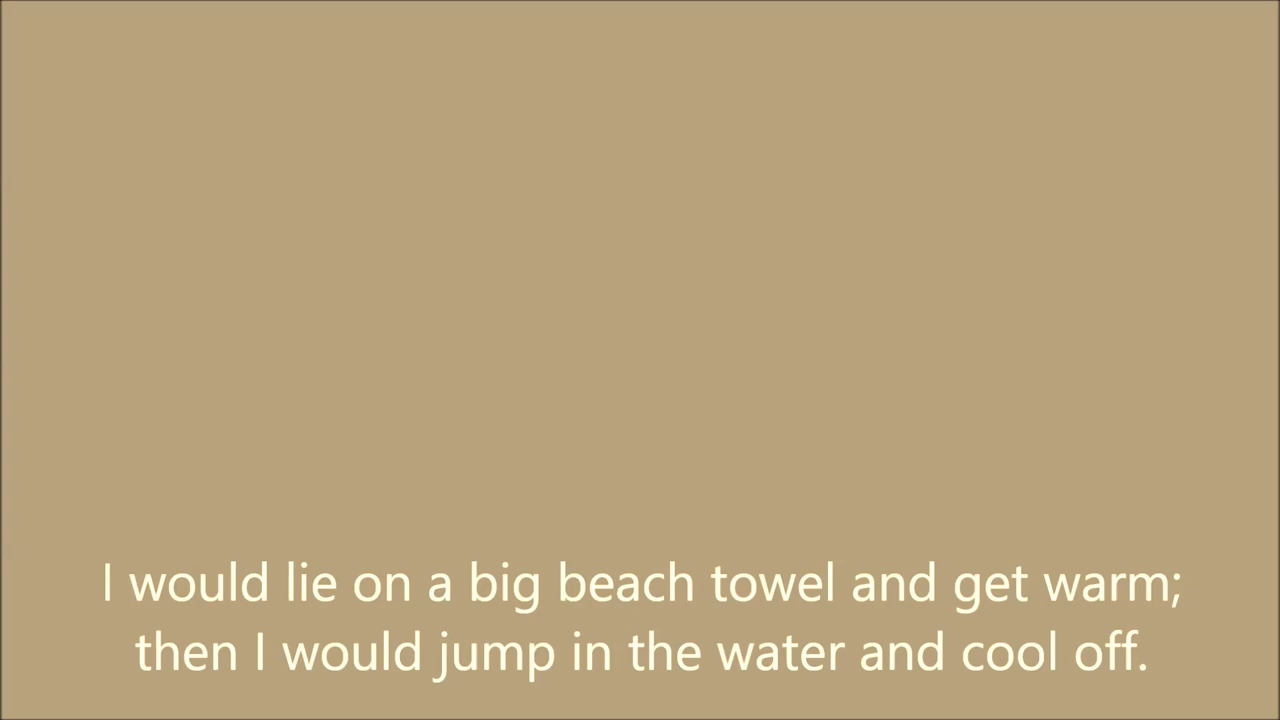 I would lie on a big beach towel and get warm;
then I would jump in the water and cool off.